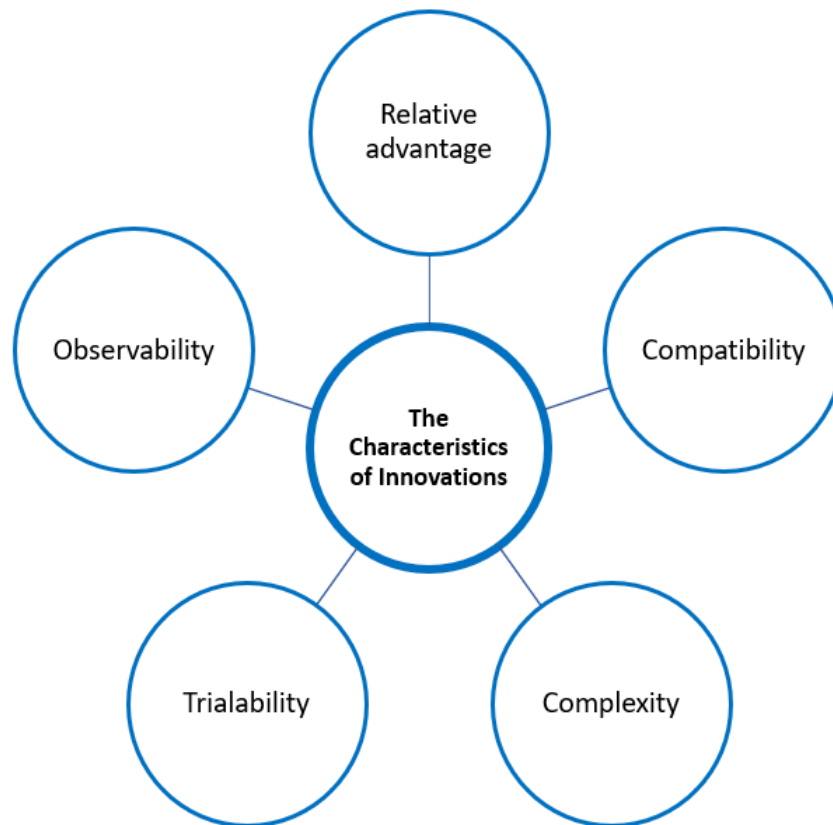 Relative
advantage
Observability
Compatibility
The
Characteristics
of Innovations
Trialability
Complexity